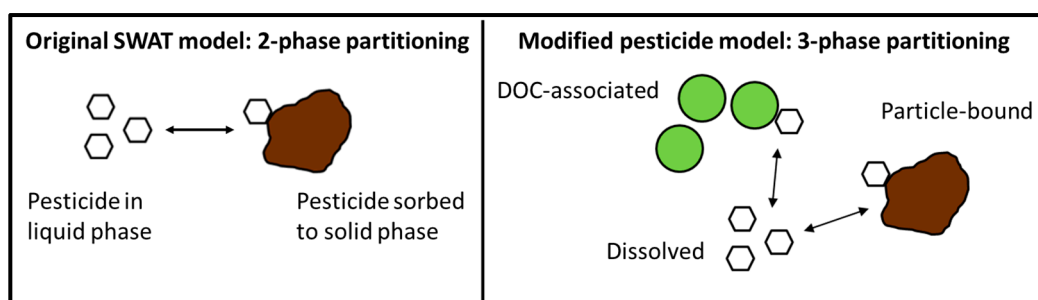 Original SWAT model: 2-phase partitioning
Pesticide in
liquid phase
Pesticide sorbed
to solid phase
Modified pesticide model: 3-phase partitioning
DOC-associated
Particle-bound
Dissolved